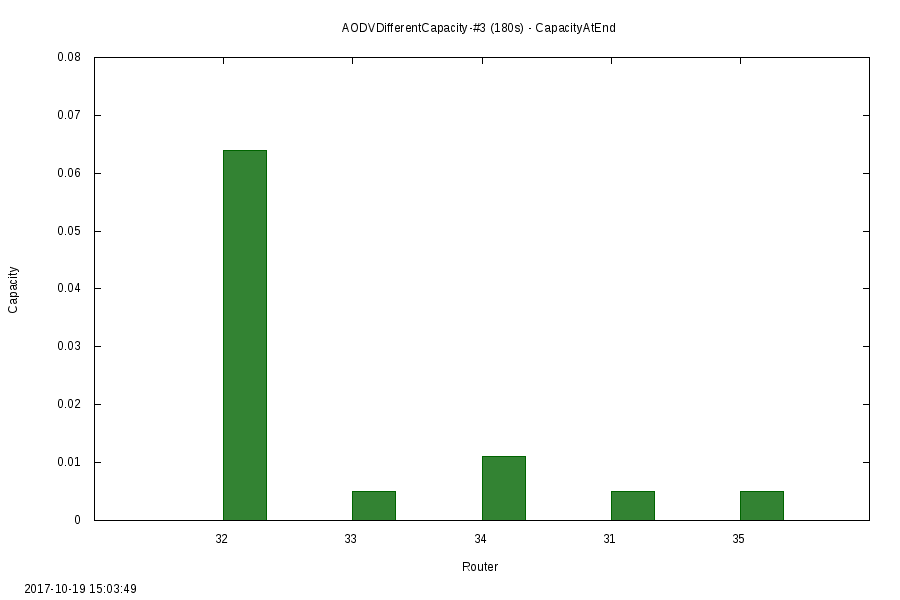 AODVDifferentCapacity-#3 (180s) - CapacityAtEnd
0.08
0.07
0.06
0.05
0.04
0.03
0.02
0.01
0
Capacity
32 33 34 31 35
Router
2017-10-19 15:03:49